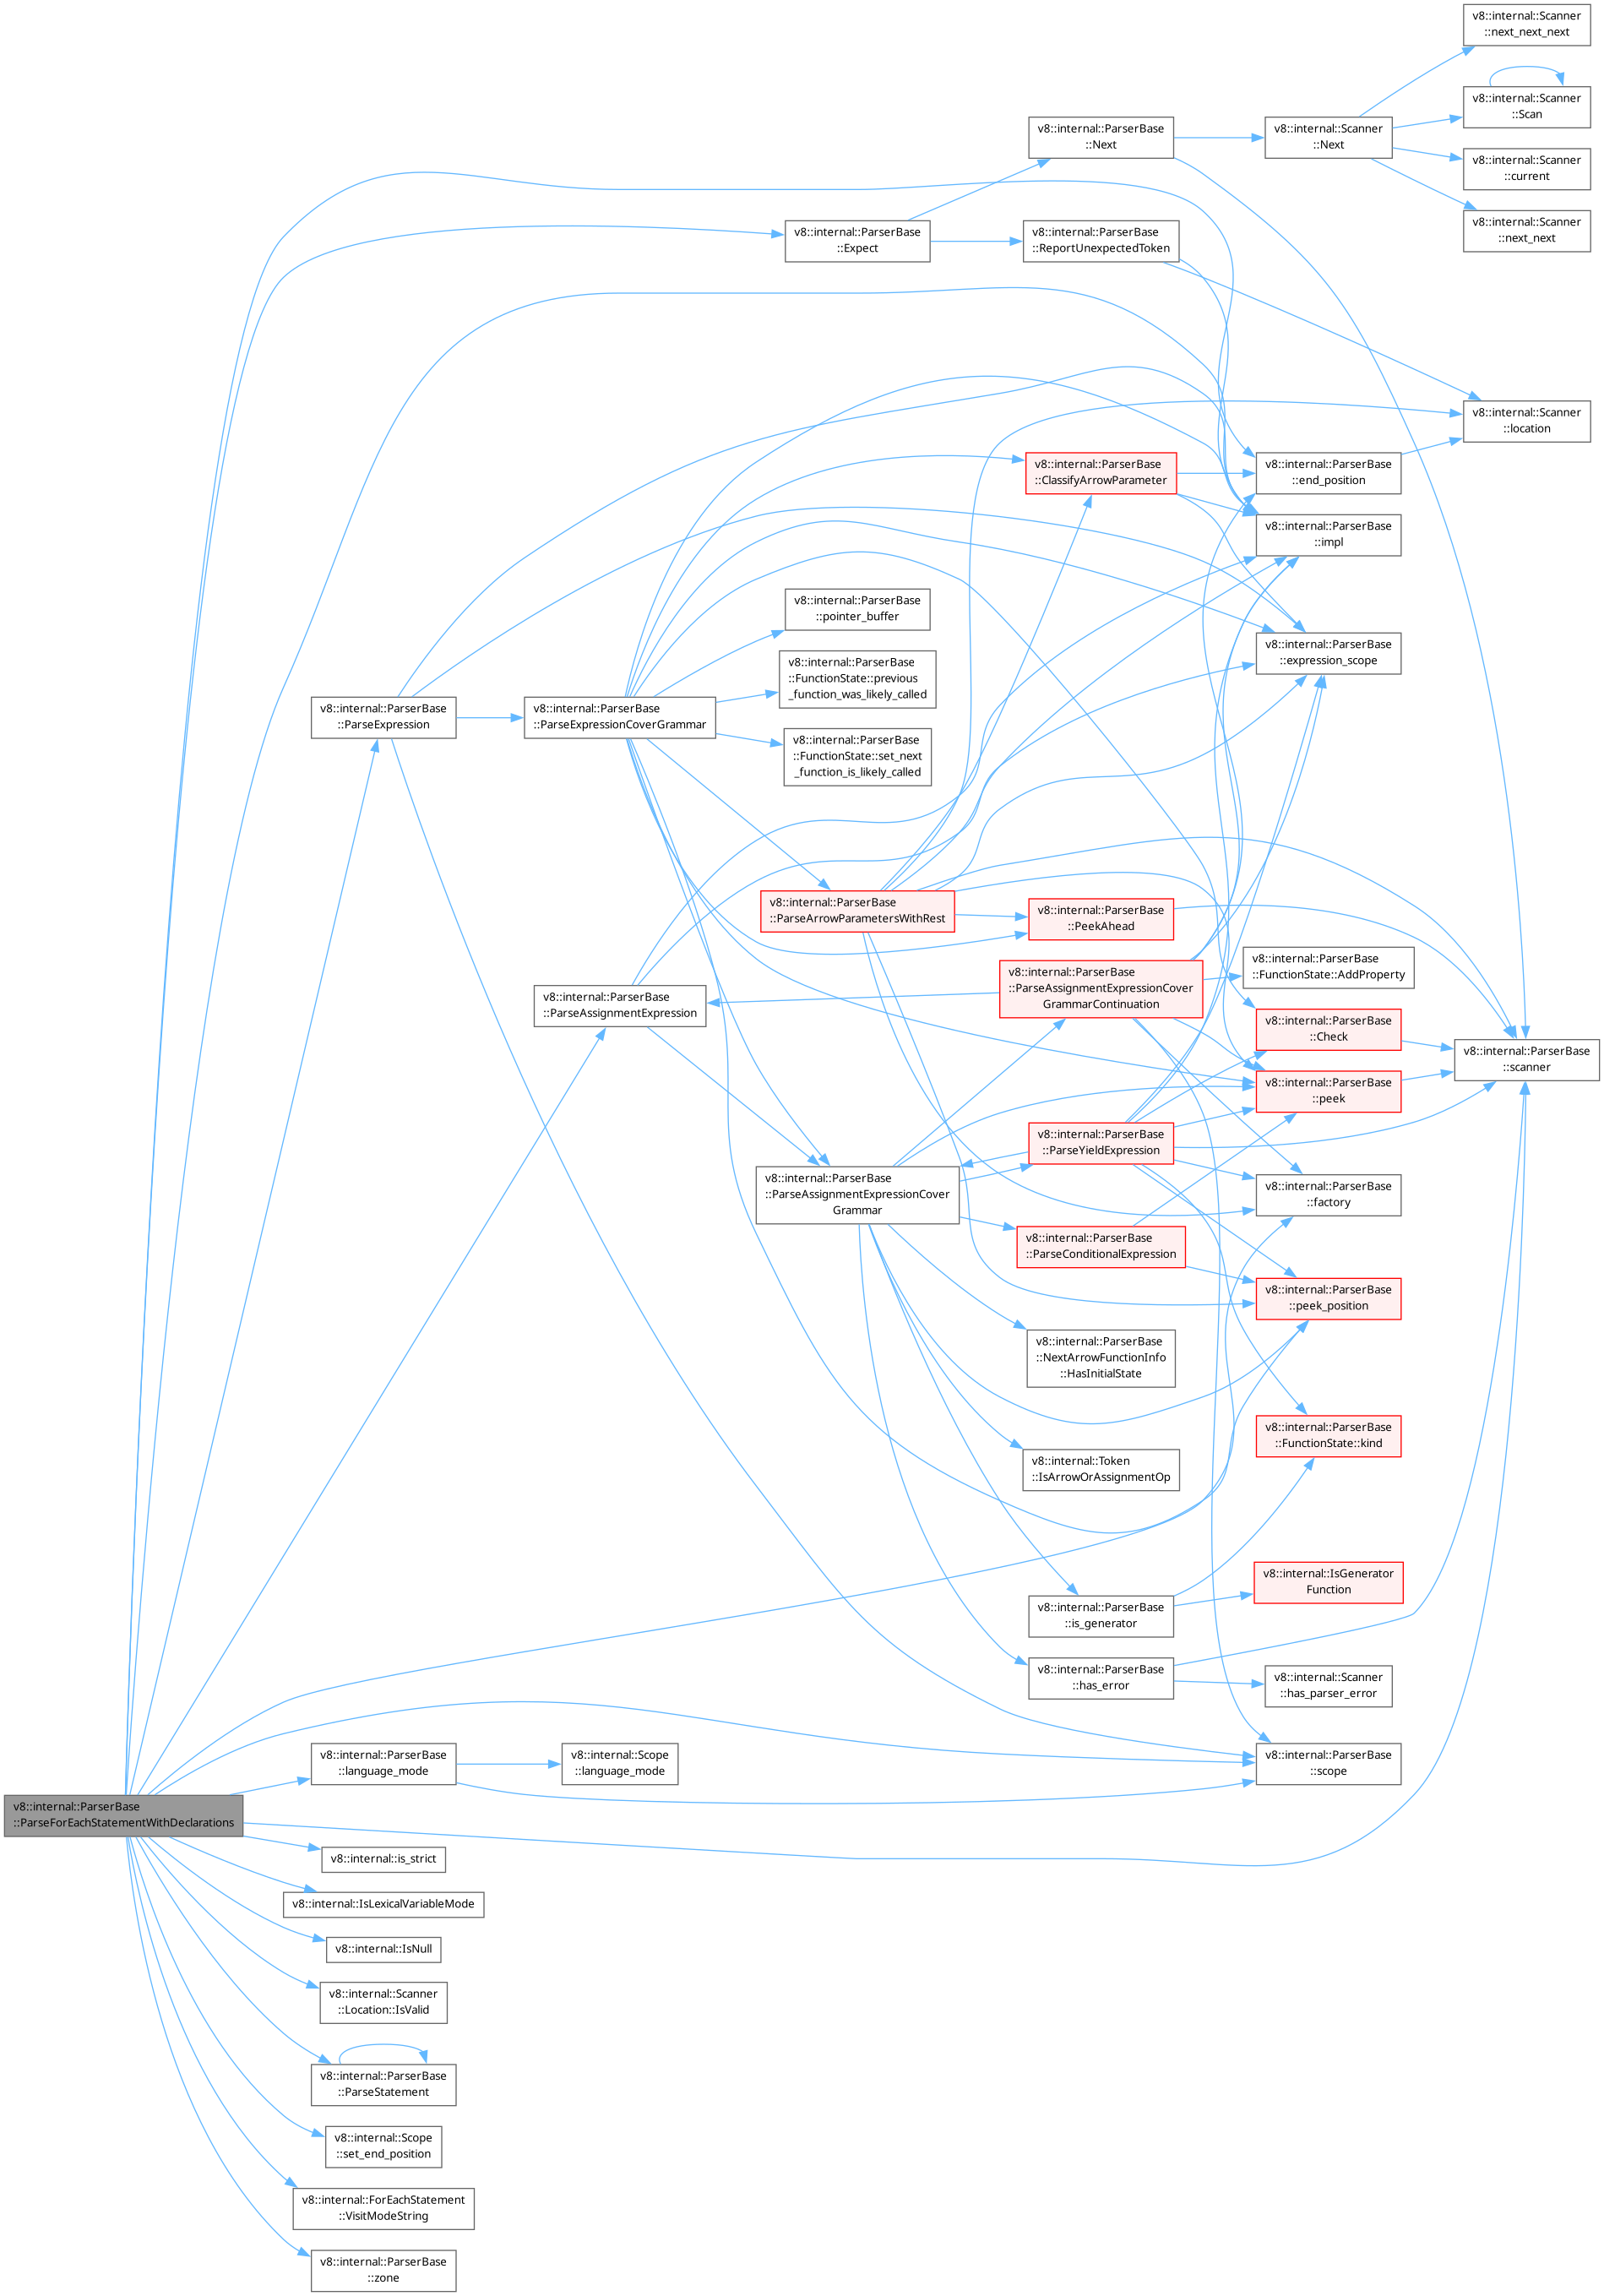 v8::internal::Scanner
::next_next_next
v8::internal::Scanner
::Scan
v8::internal::ParserBase
::Next
v8::internal::Scanner
::Next
v8::internal::Scanner
::current
v8::internal::Scanner
::next_next
v8::internal::ParserBase
::Expect
v8::internal::ParserBase
::ReportUnexpectedToken
v8::internal::Scanner
::location
v8::internal::ParserBase
::ClassifyArrowParameter
v8::internal::ParserBase
::end_position
v8::internal::ParserBase
::impl
v8::internal::ParserBase
::pointer_buffer
v8::internal::ParserBase
::expression_scope
v8::internal::ParserBase
::FunctionState::previous
_function_was_likely_called
v8::internal::ParserBase
::ParseExpression
v8::internal::ParserBase
::ParseExpressionCoverGrammar
v8::internal::ParserBase
::FunctionState::set_next
_function_is_likely_called
v8::internal::ParserBase
::ParseArrowParametersWithRest
v8::internal::ParserBase
::PeekAhead
v8::internal::ParserBase
::FunctionState::AddProperty
v8::internal::ParserBase
::ParseAssignmentExpressionCover
GrammarContinuation
v8::internal::ParserBase
::ParseAssignmentExpression
v8::internal::ParserBase
::Check
v8::internal::ParserBase
::scanner
v8::internal::ParserBase
::peek
v8::internal::ParserBase
::ParseYieldExpression
v8::internal::ParserBase
::ParseAssignmentExpressionCover
Grammar
v8::internal::ParserBase
::factory
v8::internal::ParserBase
::ParseConditionalExpression
v8::internal::ParserBase
::peek_position
v8::internal::ParserBase
::NextArrowFunctionInfo
::HasInitialState
v8::internal::ParserBase
::FunctionState::kind
v8::internal::Token
::IsArrowOrAssignmentOp
v8::internal::IsGenerator
Function
v8::internal::ParserBase
::is_generator
v8::internal::ParserBase
::has_error
v8::internal::Scanner
::has_parser_error
v8::internal::ParserBase
::language_mode
v8::internal::Scope
::language_mode
v8::internal::ParserBase
::scope
v8::internal::ParserBase
::ParseForEachStatementWithDeclarations
v8::internal::is_strict
v8::internal::IsLexicalVariableMode
v8::internal::IsNull
v8::internal::Scanner
::Location::IsValid
v8::internal::ParserBase
::ParseStatement
v8::internal::Scope
::set_end_position
v8::internal::ForEachStatement
::VisitModeString
v8::internal::ParserBase
::zone